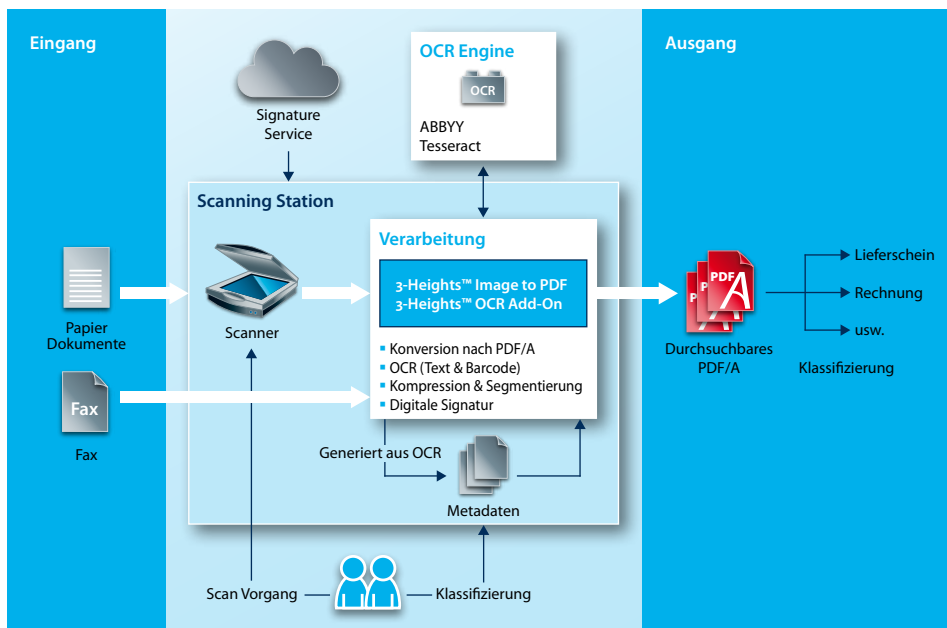 Eingang
Papier
Dokumente
Fax
Fax
Signature
Service
OCR Engine
OCR
ABBYY
Tesseract
Scanning Station
Scanner
Verarbeitung
3-Heights™ Image to PDF
3-Heights™ OCR Add-On
▪ Konversion nach PDF/A
▪ OCR (Text & Barcode)
▪ Kompression & Segmentierung
▪ Digitale Signatur
Generiert aus OCR
Metadaten
Scan Vorgang
Klassifizierung
Ausgang
P
P
PDF
A
Durchsuchbares
PDF/A
Lieferschein
Rechnung
usw.
Klassifizierung